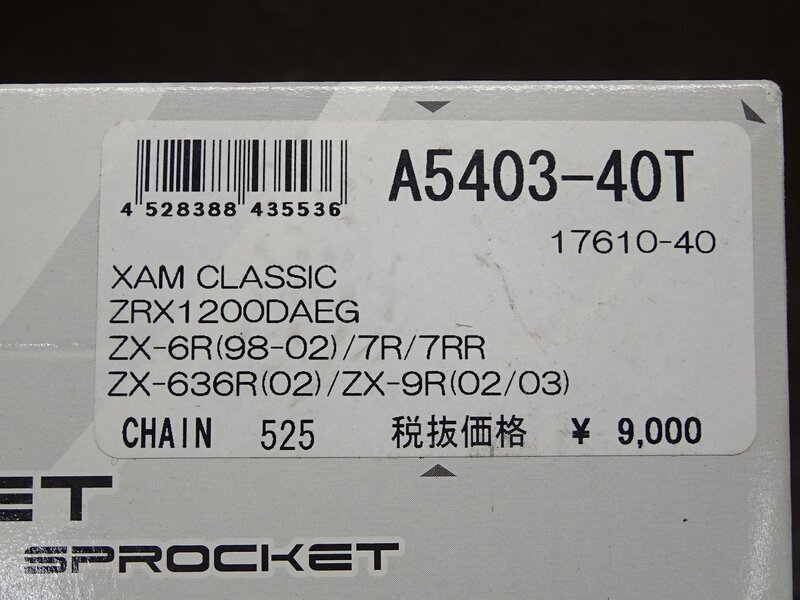 A5403-40T
4 528388 435536
17610-40
XAM CLASSIC
ZRX1200DAEG
ZX-6R(98-02)/7R/7RR
ZX-636R(02)/ZX-9R(02/03)
CHAIN 525 税抜価格 ¥ 9,000
ET
SPROCKET